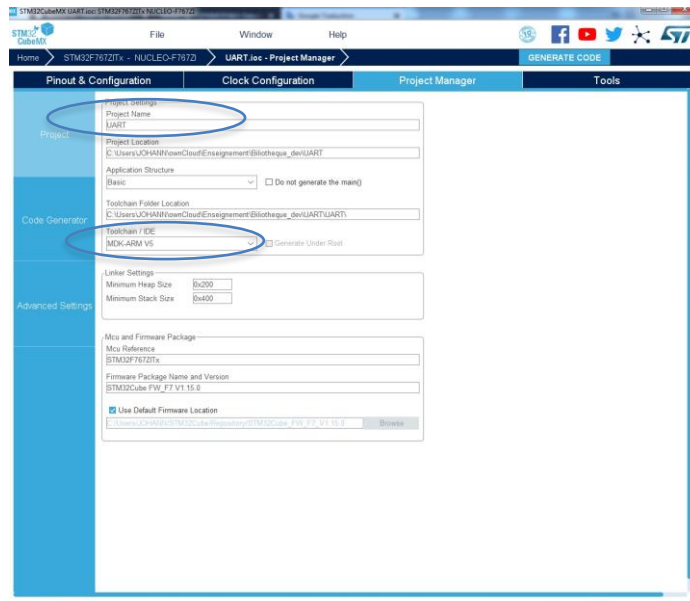 STM32CubeMX UART.ioc: STM32F767ZITx NUCLEO-F767ZI
STM32
CubeMX
File
Window
Help
Home
STM32F767ZITx - NUCLEO-F767ZI
UART.ioc - Project Manager
GENERATE CODE
Pinout & Configuration
Clock Configuration
Project Manager
Tools
Project
Code Generator
Advanced Settings
Project Settings
Project Name
UART
Project Location
C:\Users\JOHANN\ownCloud\Enseignement\Biliotheque_dev\UART
Application Structure
Basic
Do not generate the main()
Toolchain Folder Location
C:\Users\JOHANN\ownCloud\Enseignement\Biliotheque_dev\UART\UART\
Toolchain / IDE
MDK-ARM V5
Generate Under Root
Linker Settings
Minimum Heap Size 0x200
Minimum Stack Size 0x400
Mcu and Firmware Package
Mcu Reference
STM32F767ZITx
Firmware Package Name and Version
STM32Cube FW_F7 V1.15.0
Use Default Firmware Location
C:/Users/JOHANN/STM32Cube/Repository/STM32Cube_FW_F7_V1.15.0
Browse